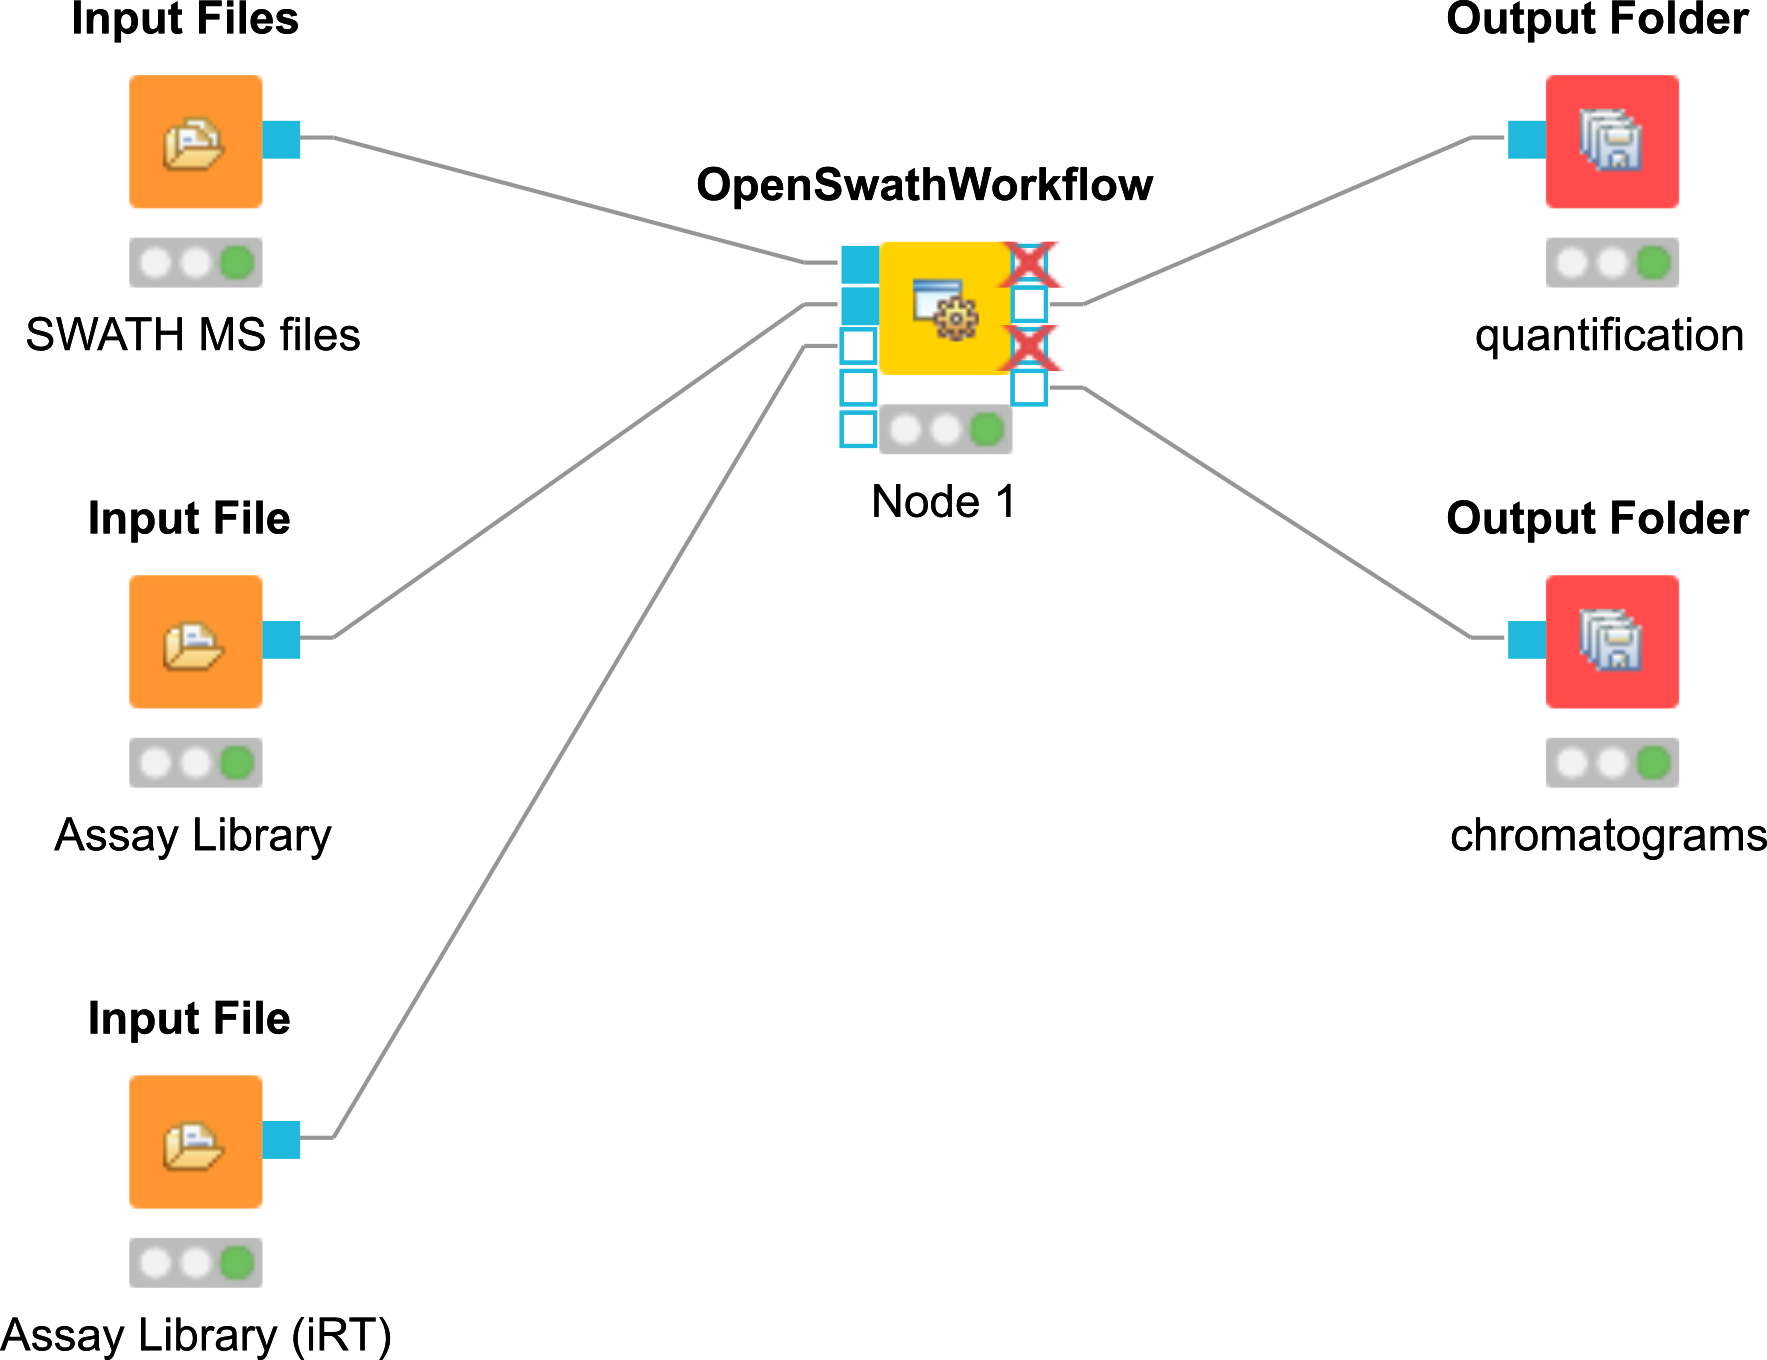 Input Files
SWATH MS files
Input File
Assay Library
Input File
Assay Library (iRT)
OpenSwathWorkflow
Node 1
Output Folder
quantification
Output Folder
chromatograms